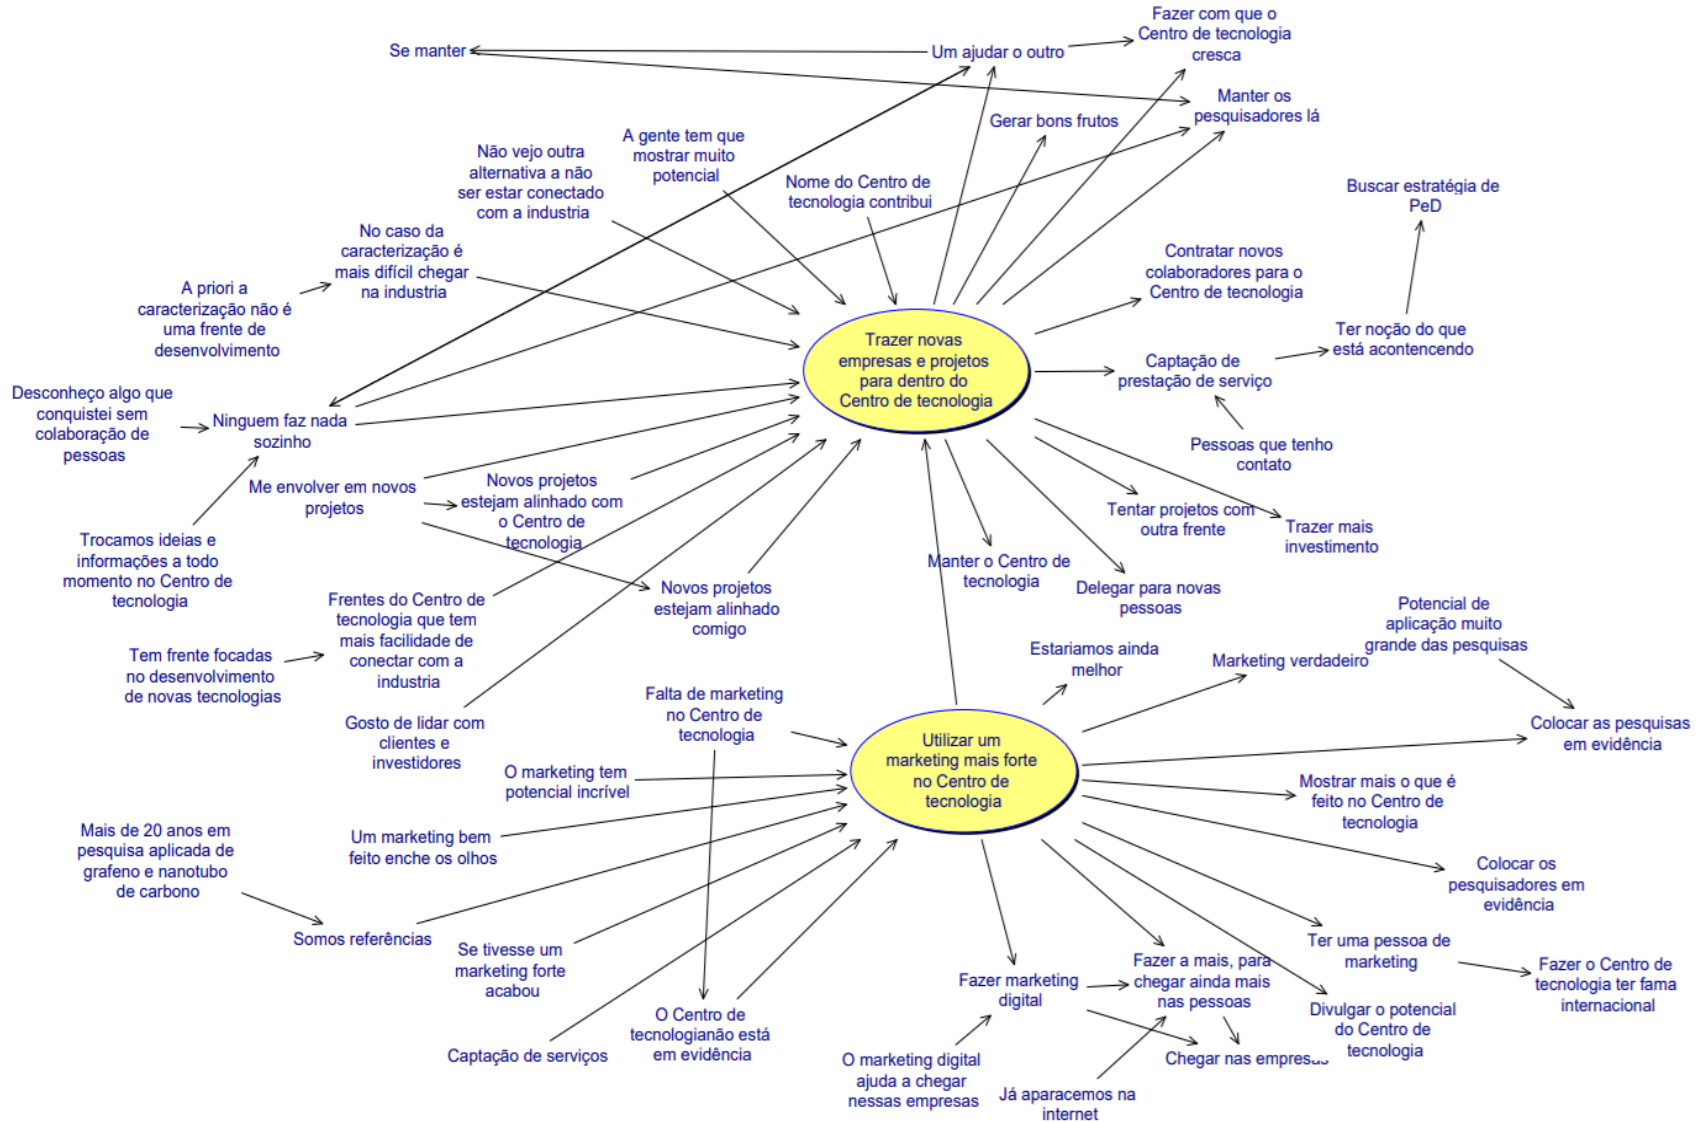 Fazer com que o
Centro de tecnologia
cresca
Se manter
Um ajudar o outro
Manter os
pesquisadores lá
Gerar bons frutos
A gente tem que
mostrar muito
potencial
Não vejo outra
alternativa a não
ser estar conectado
com a industria
Nome do Centro de
tecnologia contribui
Buscar estratégia de
PeD
No caso da
caracterização é
mais difícil chegar
na industria
Contratar novos
colaboradores para o
Centro de tecnologia
A priori a
caracterização não é
uma frente de
desenvolvimento
Trazer novas
empresas e projetos
para dentro do
Centro de tecnologia
Ter noção do que
está acontencendo
Captação de
prestação de serviço
Desconheço algo que
conquistei sem
colaboração de
pessoas
Ninguem faz nada
sozinho
Pessoas que tenho
contato
Me envolver em novos
projetos
Novos projetos
estejam alinhado com
o Centro de
tecnologia
Tentar projetos com
outra frente
Trazer mais
investimento
Trocamos ideias e
informações a todo
momento no Centro de
tecnologia
Manter o Centro de
tecnologia
Delegar para novas
pessoas
Novos projetos
estejam alinhado
comigo
Frentes do Centro de
tecnologia que tem
mais facilidade de
conectar com a
industria
Potencial de
aplicação muito
grande das pesquisas
Tem frente focadas
no desenvolvimento
de novas tecnologias
Estariamos ainda
melhor
Marketing verdadeiro
Falta de marketing
no Centro de
tecnologia
Gosto de lidar com
clientes e
investidores
Colocar as pesquisas
em evidência
Utilizar um
marketing mais forte
no Centro de
tecnologia
O marketing tem
potencial incrível
Mostrar mais o que é
feito no Centro de
tecnologia
Um marketing bem
feito enche os olhos
Mais de 20 anos em
pesquisa aplicada de
grafeno e nanotubo
de carbono
Colocar os
pesquisadores em
evidência
Somos referências
Se tivesse um
marketing forte
acabou
Ter uma pessoa de
marketing
Fazer o Centro de
tecnologia ter fama
internacional
Fazer marketing
digital
Fazer a mais, para
chegar ainda mais
nas pessoas
Divulgar o potencial
do Centro de
tecnologia
O Centro de
tecnologianão está
em evidência
Captação de serviços
Chegar nas empresas
O marketing digital
ajuda a chegar
nessas empresas
Já aparacemos na
internet